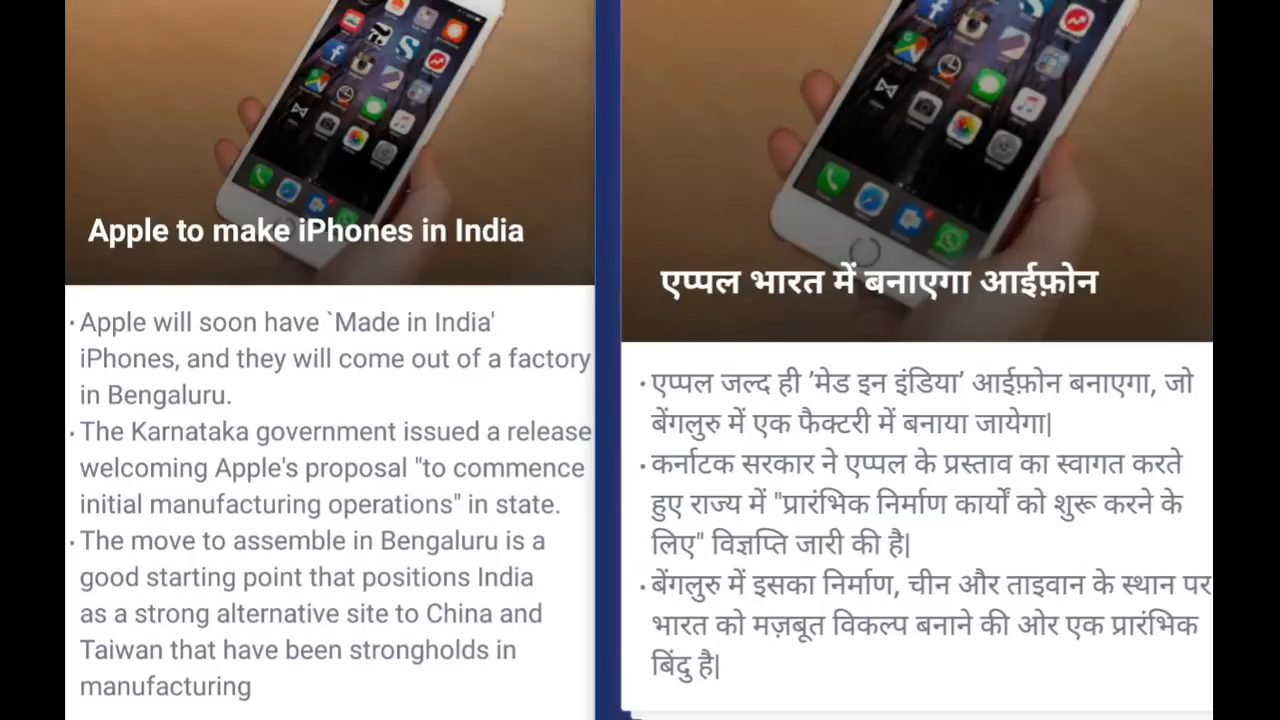 Apple to make iPhones in India
· Apple will soon have `Made in India'
iPhones, and they will come out of a factory
in Bengaluru.
· The Karnataka government issued a release
welcoming Apple's proposal "to commence
initial manufacturing operations" in state.
· The move to assemble in Bengaluru is a
good starting point that positions India
as a strong alternative site to China and
Taiwan that have been strongholds in
manufacturing
एप्पल भारत में बनाएगा आईफ़ोन
· एप्पल जल्द ही ’मेड इन इंडिया’ आईफ़ोन बनाएगा, जो
बेंगलुरु में एक फैक्टरी में बनाया जायेगा|
· कर्नाटक सरकार ने एप्पल के प्रस्ताव का स्वागत करते
हुए राज्य में "प्रारंभिक निर्माण कार्यों को शुरू करने के
लिए" विज्ञप्ति जारी की है|
· बेंगलुरु में इसका निर्माण, चीन और ताइवान के स्थान पर
भारत को मज़बूत विकल्प बनाने की ओर एक प्रारंभिक
बिंदु है|